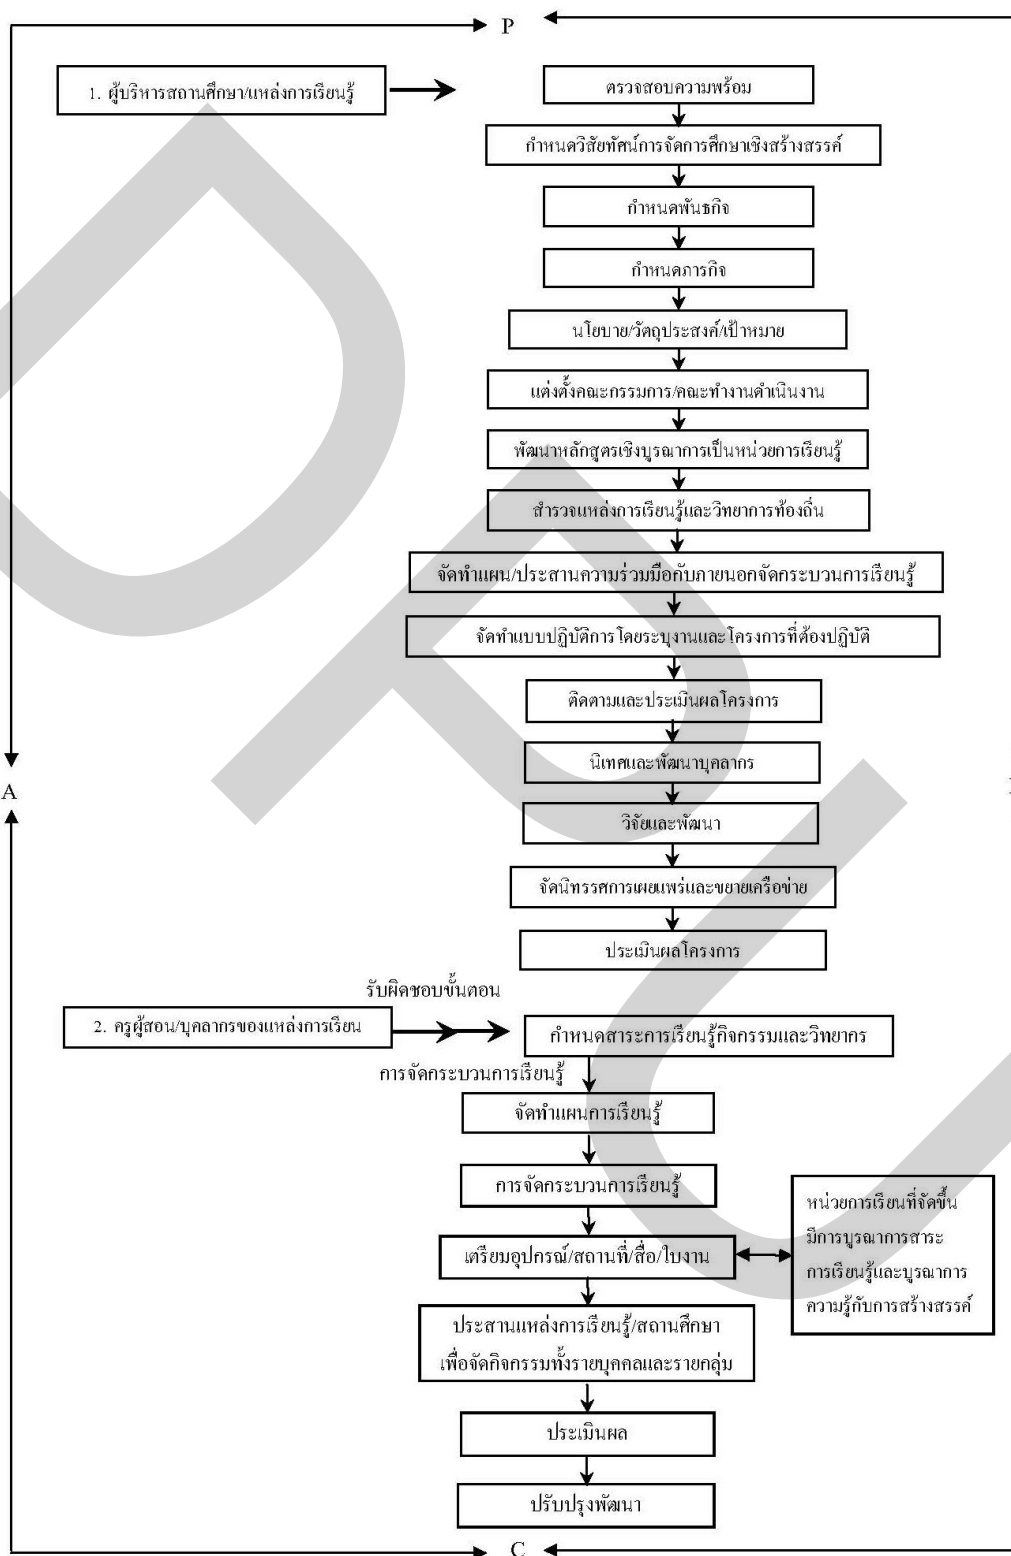 P
1. ผู้บริหารสถานศึกษา/แหล่งการเรียนรู้
ตรวจสอบความพร้อม
กำหนดวิสัยทัศน์การจัดการศึกษาเชิงสร้างสรรค์
กำหนดพันธกิจ
กำหนดภารกิจ
นโยบาย/วัตถุประสงค์/เป้าหมาย
แต่งตั้งคณะกรรมการ/คณะทำงานดำเนินงาน
พัฒนาหลักสูตรเชิงบูรณาการเป็นหน่วยการเรียนรู้
สำรวจแหล่งการเรียนรู้และวิทยาการท้องถิ่น
จัดทำแผน/ประสานความร่วมมือกับภายนอกจัดกระบวนการเรียนรู้
จัดทำแบบปฏิบัติการโดยระบุงานและโครงการที่ต้องปฏิบัติ
ติดตามและประเมินผลโครงการ
นิเทศและพัฒนาบุคลากร
A
วิจัยและพัฒนา
จัดนิทรรศการเผยแพร่และขยายเครือข่าย
ประเมินผลโครงการ
รับผิดชอบขั้นตอน
2. ครูผู้สอน/บุคลากรของแหล่งการเรียน
กำหนดสาระการเรียนรู้กิจกรรมและวิทยากร
การจัดกระบวนการเรียนรู้
จัดทำแผนการเรียนรู้
การจัดกระบวนการเรียนรู้
เตรียมอุปกรณ์/สถานที่/สื่อ/ใบงาน
หน่วยการเรียนที่จัดขึ้น
มีการบูรณาการสาระ
การเรียนรู้และบูรณาการ
ความรู้กับการสร้างสรรค์
ประสานแหล่งการเรียนรู้/สถานศึกษา
เพื่อจัดกิจกรรมทั้งรายบุคคลและรายกลุ่ม
ประเมินผล
ปรับปรุงพัฒนา
C
DPU